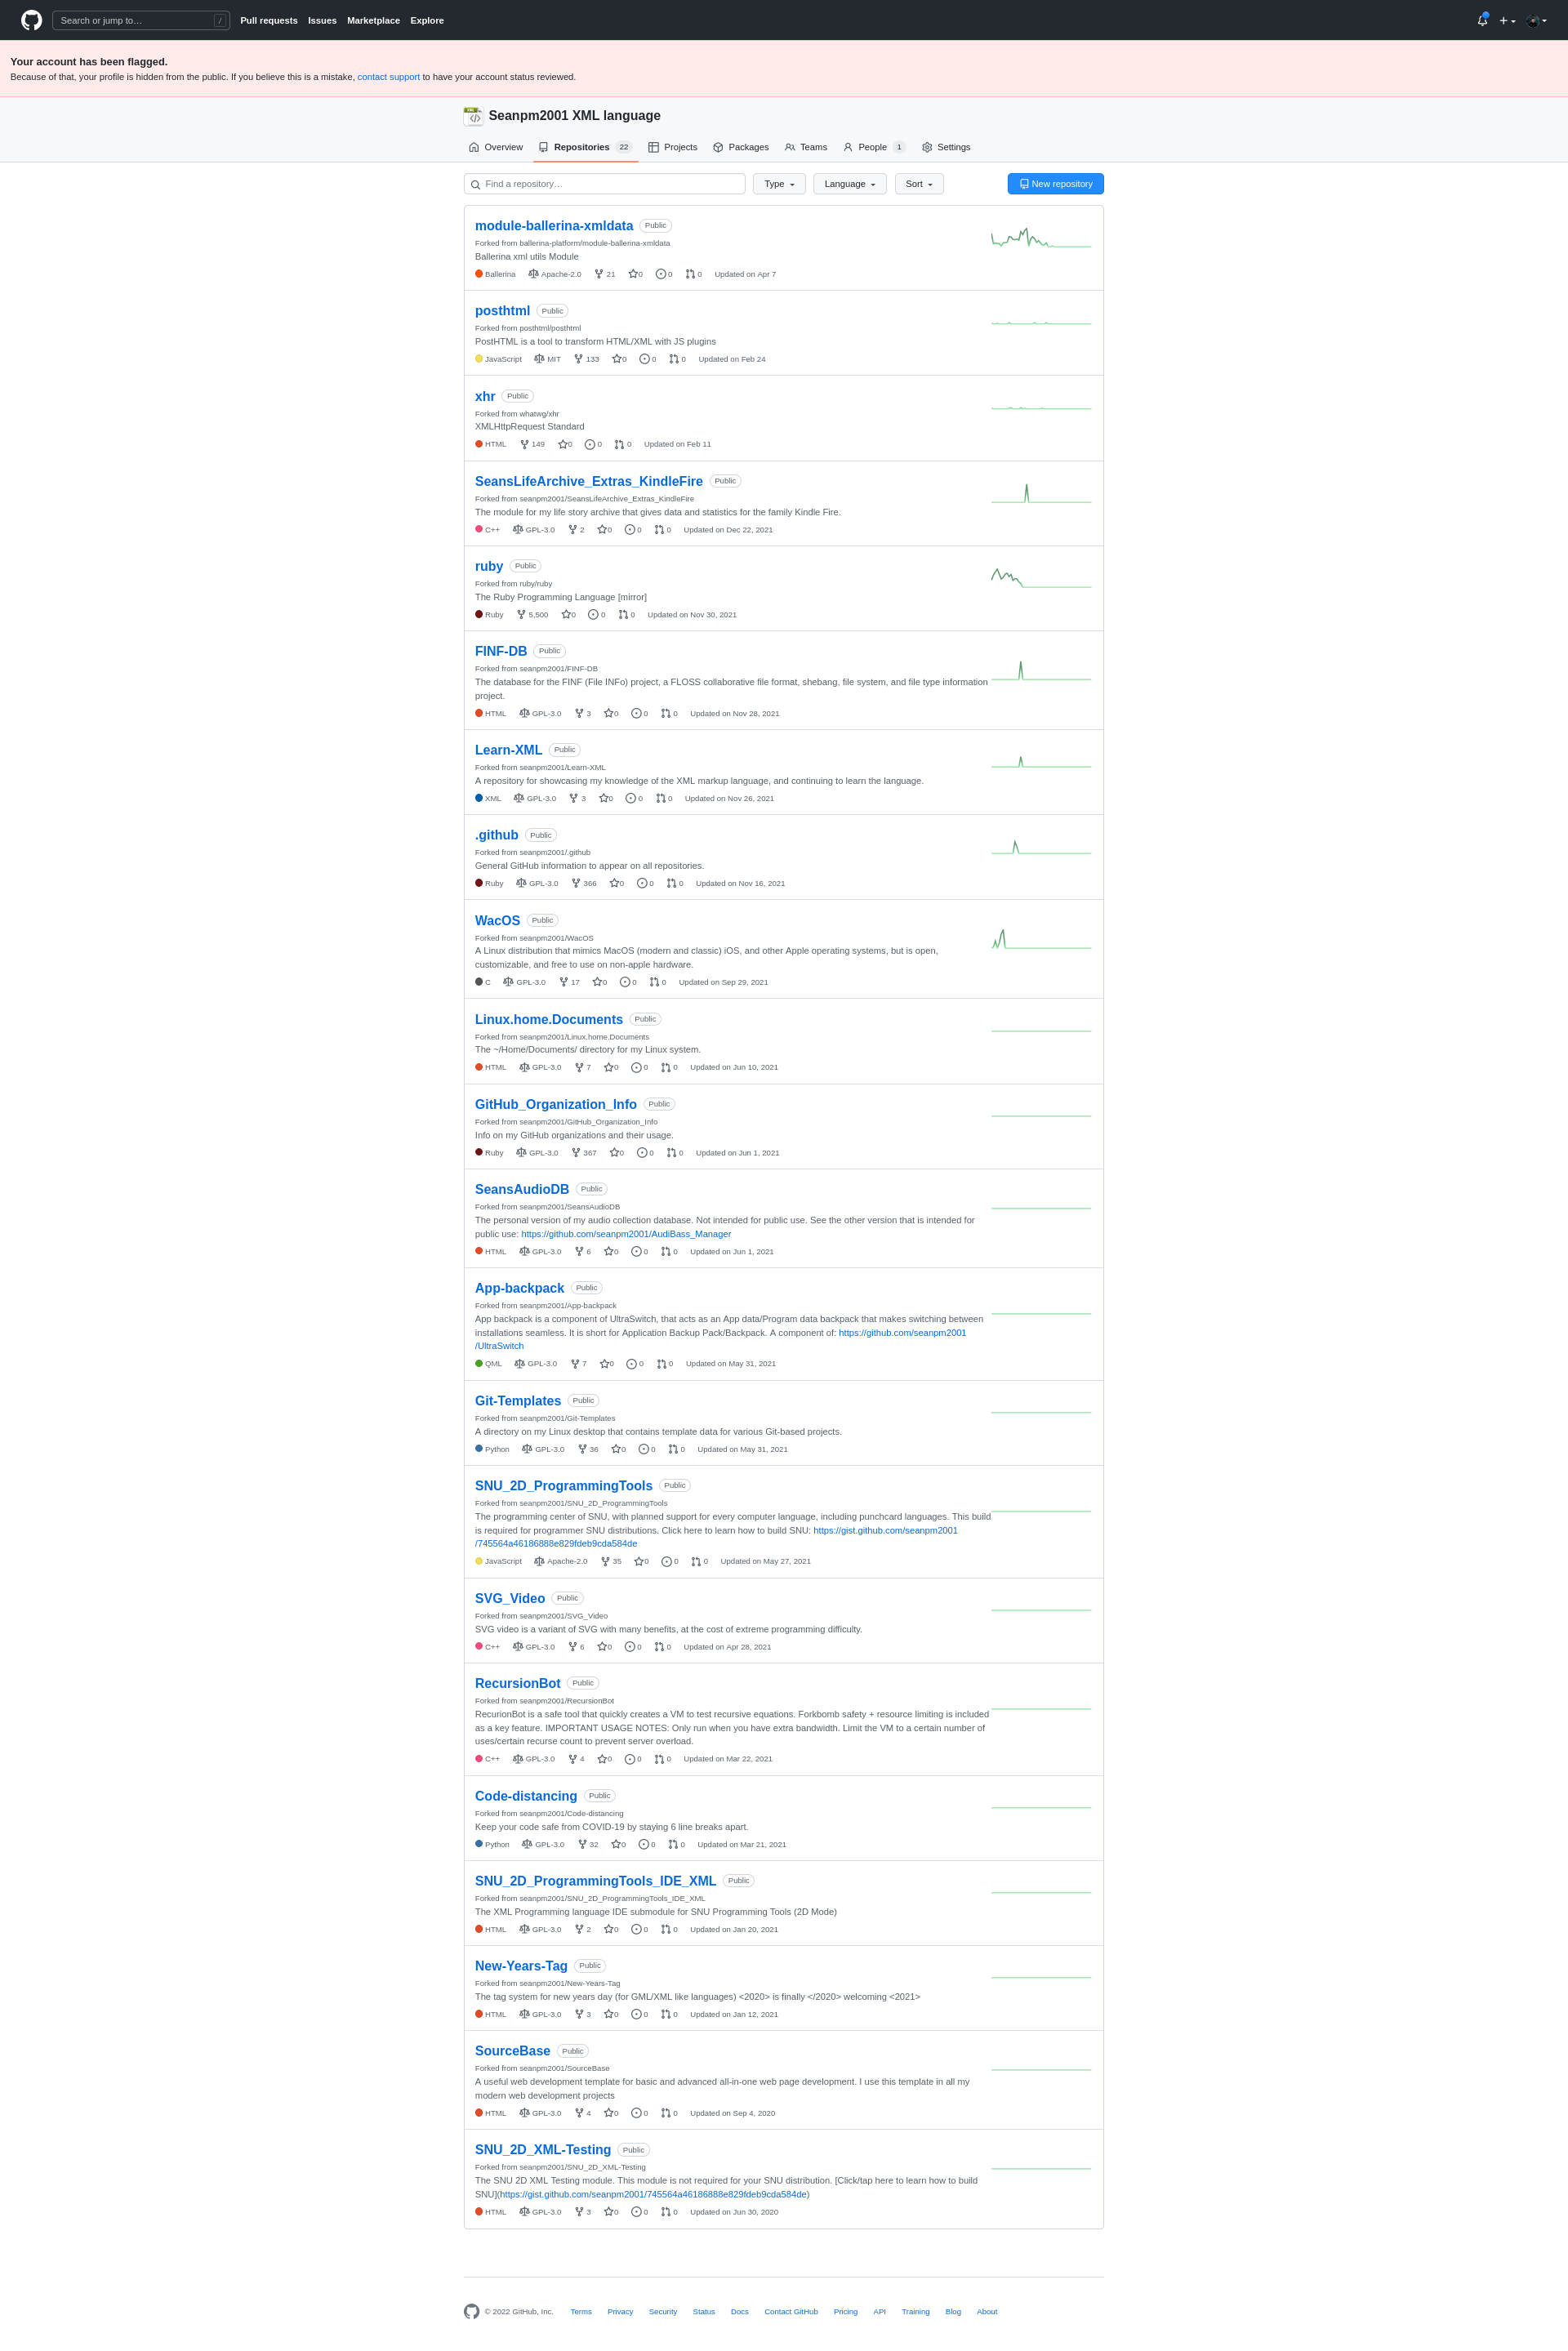 Search or jump to… /
Pull requests Issues Marketplace Explore
Your account has been flagged.
Because of that, your profile is hidden from the public. If you believe this is a mistake, contact support to have your account status reviewed.
Seanpm2001 XML language
Overview Repositories 22 Projects Packages Teams People 1 Settings
Find a repository… Type Language Sort New repository
module-ballerina-xmldata Public
Forked from ballerina-platform/module-ballerina-xmldata
Ballerina xml utils Module
Ballerina Apache-2.0 21 0 0 0 Updated on Apr 7
posthtml Public
Forked from posthtml/posthtml
PostHTML is a tool to transform HTML/XML with JS plugins
JavaScript MIT 133 0 0 0 Updated on Feb 24
xhr Public
Forked from whatwg/xhr
XMLHttpRequest Standard
HTML 149 0 0 0 Updated on Feb 11
SeansLifeArchive_Extras_KindleFire Public
Forked from seanpm2001/SeansLifeArchive_Extras_KindleFire
The module for my life story archive that gives data and statistics for the family Kindle Fire.
C++ GPL-3.0 2 0 0 0 Updated on Dec 22, 2021
ruby Public
Forked from ruby/ruby
The Ruby Programming Language [mirror]
Ruby 5,500 0 0 0 Updated on Nov 30, 2021
FINF-DB Public
Forked from seanpm2001/FINF-DB
The database for the FINF (File INFo) project, a FLOSS collaborative file format, shebang, file system, and file type information
project.
HTML GPL-3.0 3 0 0 0 Updated on Nov 28, 2021
Learn-XML Public
Forked from seanpm2001/Learn-XML
A repository for showcasing my knowledge of the XML markup language, and continuing to learn the language.
XML GPL-3.0 3 0 0 0 Updated on Nov 26, 2021
.github Public
Forked from seanpm2001/.github
General GitHub information to appear on all repositories.
Ruby GPL-3.0 366 0 0 0 Updated on Nov 16, 2021
WacOS Public
Forked from seanpm2001/WacOS
A Linux distribution that mimics MacOS (modern and classic) iOS, and other Apple operating systems, but is open,
customizable, and free to use on non-apple hardware.
C GPL-3.0 17 0 0 0 Updated on Sep 29, 2021
Linux.home.Documents Public
Forked from seanpm2001/Linux.home.Documents
The ~/Home/Documents/ directory for my Linux system.
HTML GPL-3.0 7 0 0 0 Updated on Jun 10, 2021
GitHub_Organization_Info Public
Forked from seanpm2001/GitHub_Organization_Info
Info on my GitHub organizations and their usage.
Ruby GPL-3.0 367 0 0 0 Updated on Jun 1, 2021
SeansAudioDB Public
Forked from seanpm2001/SeansAudioDB
The personal version of my audio collection database. Not intended for public use. See the other version that is intended for
public use: https://github.com/seanpm2001/AudiBass_Manager
HTML GPL-3.0 6 0 0 0 Updated on Jun 1, 2021
App-backpack Public
Forked from seanpm2001/App-backpack
App backpack is a component of UltraSwitch, that acts as an App data/Program data backpack that makes switching between
installations seamless. It is short for Application Backup Pack/Backpack. A component of: https://github.com/seanpm2001
/UltraSwitch
QML GPL-3.0 7 0 0 0 Updated on May 31, 2021
Git-Templates Public
Forked from seanpm2001/Git-Templates
A directory on my Linux desktop that contains template data for various Git-based projects.
Python GPL-3.0 36 0 0 0 Updated on May 31, 2021
SNU_2D_ProgrammingTools Public
Forked from seanpm2001/SNU_2D_ProgrammingTools
The programming center of SNU, with planned support for every computer language, including punchcard languages. This build
is required for programmer SNU distributions. Click here to learn how to build SNU: https://gist.github.com/seanpm2001
/745564a46186888e829fdeb9cda584de
JavaScript Apache-2.0 35 0 0 0 Updated on May 27, 2021
SVG_Video Public
Forked from seanpm2001/SVG_Video
SVG video is a variant of SVG with many benefits, at the cost of extreme programming difficulty.
C++ GPL-3.0 6 0 0 0 Updated on Apr 28, 2021
RecursionBot Public
Forked from seanpm2001/RecursionBot
RecurionBot is a safe tool that quickly creates a VM to test recursive equations. Forkbomb safety + resource limiting is included
as a key feature. IMPORTANT USAGE NOTES: Only run when you have extra bandwidth. Limit the VM to a certain number of
uses/certain recurse count to prevent server overload.
C++ GPL-3.0 4 0 0 0 Updated on Mar 22, 2021
Code-distancing Public
Forked from seanpm2001/Code-distancing
Keep your code safe from COVID-19 by staying 6 line breaks apart.
Python GPL-3.0 32 0 0 0 Updated on Mar 21, 2021
SNU_2D_ProgrammingTools_IDE_XML Public
Forked from seanpm2001/SNU_2D_ProgrammingTools_IDE_XML
The XML Programming language IDE submodule for SNU Programming Tools (2D Mode)
HTML GPL-3.0 2 0 0 0 Updated on Jan 20, 2021
New-Years-Tag Public
Forked from seanpm2001/New-Years-Tag
The tag system for new years day (for GML/XML like languages) <2020> is finally </2020> welcoming <2021>
HTML GPL-3.0 3 0 0 0 Updated on Jan 12, 2021
SourceBase Public
Forked from seanpm2001/SourceBase
A useful web development template for basic and advanced all-in-one web page development. I use this template in all my
modern web development projects
HTML GPL-3.0 4 0 0 0 Updated on Sep 4, 2020
SNU_2D_XML-Testing Public
Forked from seanpm2001/SNU_2D_XML-Testing
The SNU 2D XML Testing module. This module is not required for your SNU distribution. [Click/tap here to learn how to build
SNU](https://gist.github.com/seanpm2001/745564a46186888e829fdeb9cda584de)
HTML GPL-3.0 3 0 0 0 Updated on Jun 30, 2020
© 2022 GitHub, Inc. Terms Privacy Security Status Docs Contact GitHub Pricing API Training Blog About